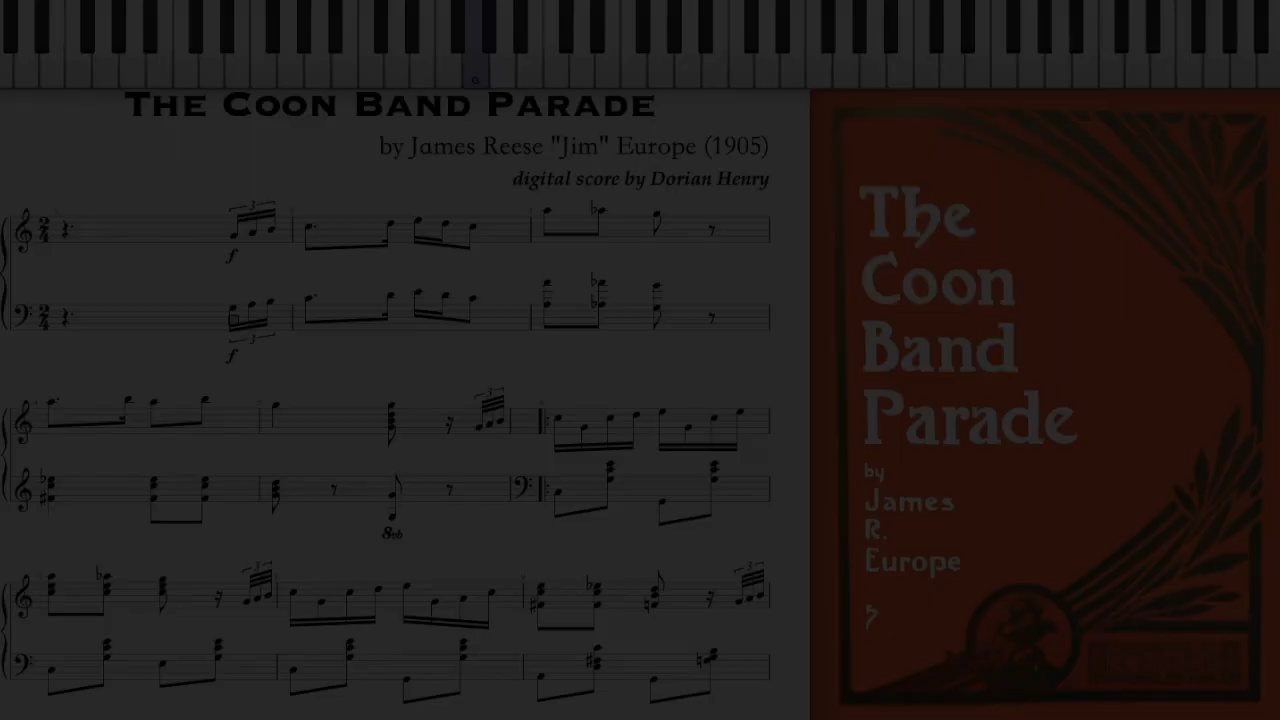 The Coon Band Parade
by James Reese "Jim" Europe (1905)
digital score by Dorian Henry
The
Coon
Band
Parade
by
James
R.
Europe